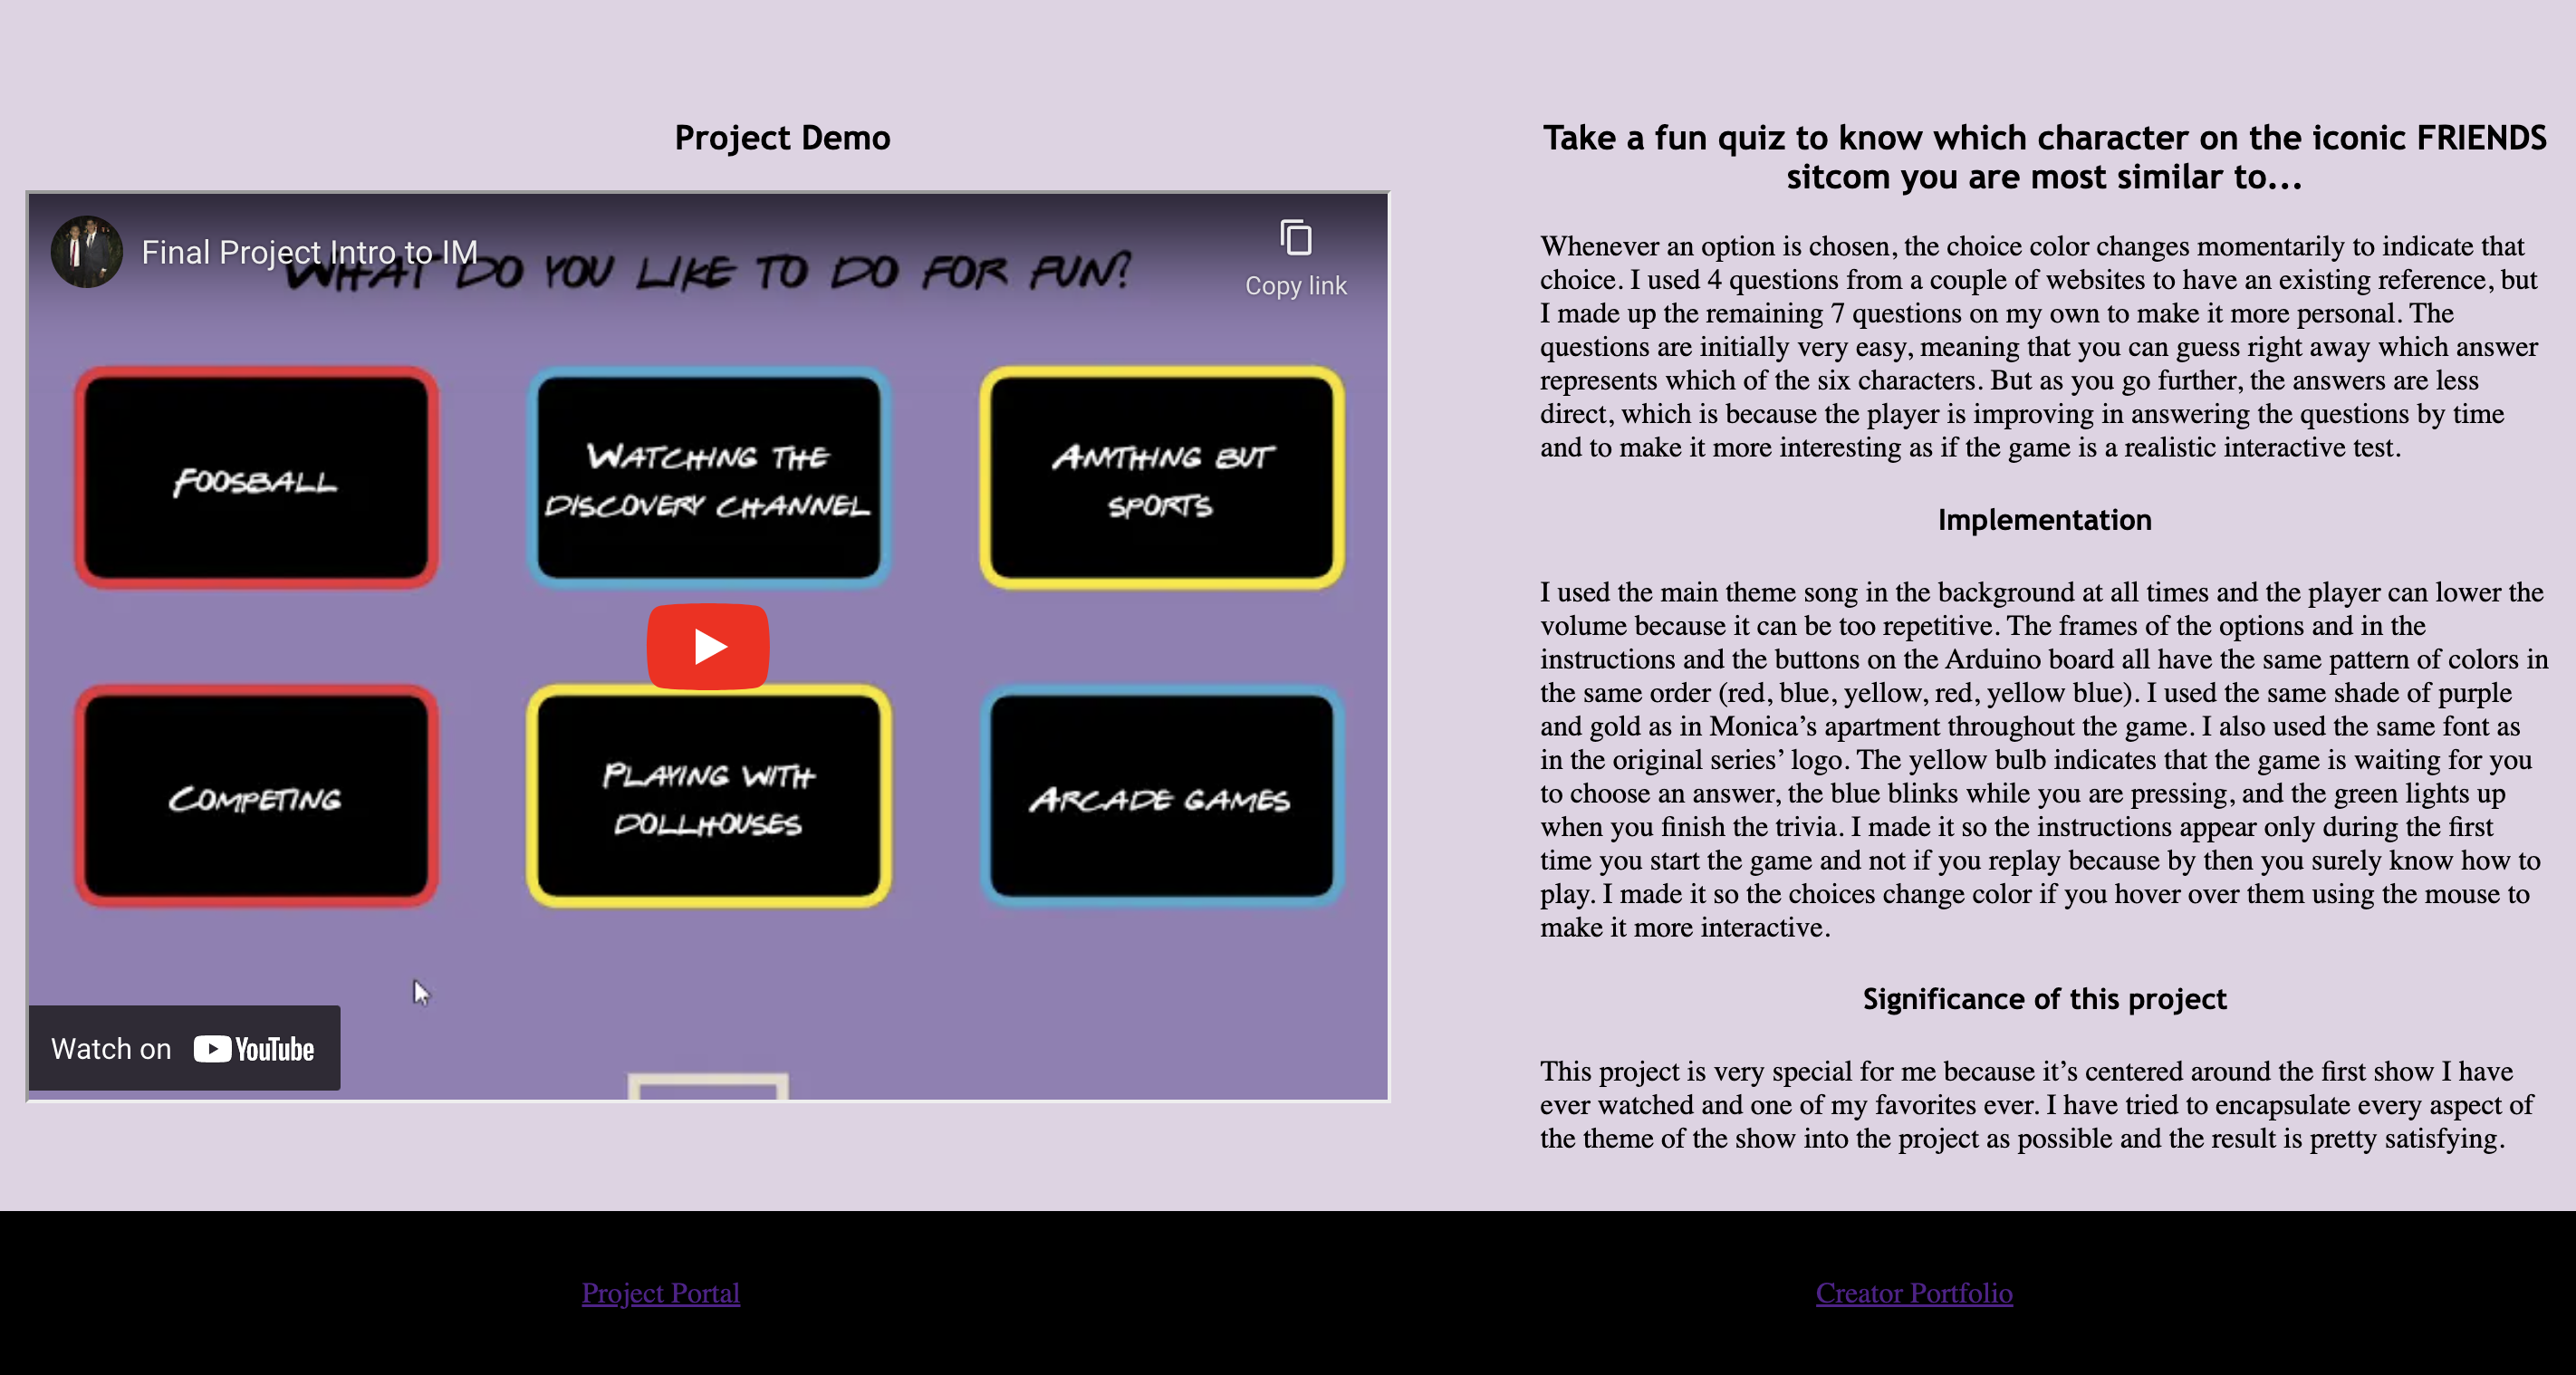 Project Demo
Final Project Intro to IM
Copy link
WHAT DO YOU LIKE TO DO FOR FUN?
FOOSBALL
WATCHING THE
DISCOVERY CHANNEL
ANYTHING BUT
SPORTS
COMPETING
PLAYING WITH
DOLLHOUSES
ARCADE GAMES
Watch on YouTube
Take a fun quiz to know which character on the iconic FRIENDS
sitcom you are most similar to...
Whenever an option is chosen, the choice color changes momentarily to indicate that
choice. I used 4 questions from a couple of websites to have an existing reference, but
I made up the remaining 7 questions on my own to make it more personal. The
questions are initially very easy, meaning that you can guess right away which answer
represents which of the six characters. But as you go further, the answers are less
direct, which is because the player is improving in answering the questions by time
and to make it more interesting as if the game is a realistic interactive test.
Implementation
I used the main theme song in the background at all times and the player can lower the
volume because it can be too repetitive. The frames of the options and in the
instructions and the buttons on the Arduino board all have the same pattern of colors in
the same order (red, blue, yellow, red, yellow blue). I used the same shade of purple
and gold as in Monica’s apartment throughout the game. I also used the same font as
in the original series’ logo. The yellow bulb indicates that the game is waiting for you
to choose an answer, the blue blinks while you are pressing, and the green lights up
when you finish the trivia. I made it so the instructions appear only during the first
time you start the game and not if you replay because by then you surely know how to
play. I made it so the choices change color if you hover over them using the mouse to
make it more interactive.
Significance of this project
This project is very special for me because it’s centered around the first show I have
ever watched and one of my favorites ever. I have tried to encapsulate every aspect of
the theme of the show into the project as possible and the result is pretty satisfying.
Project Portal
Creator Portfolio